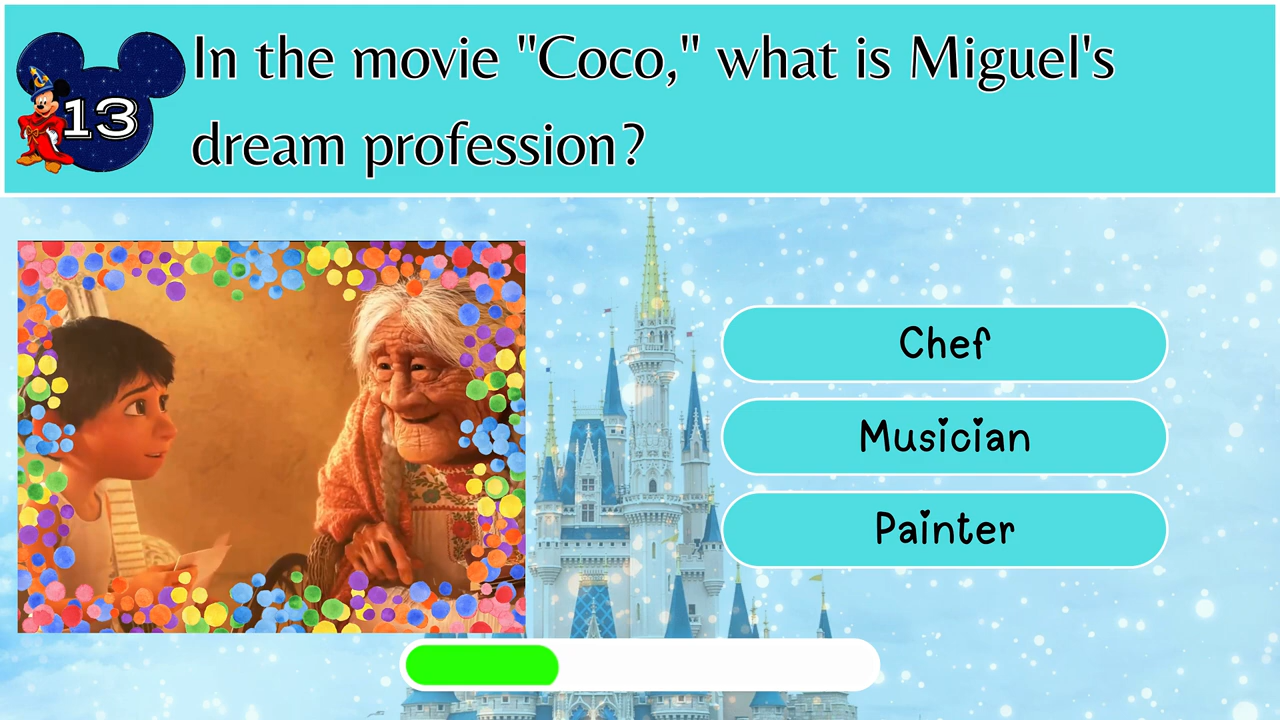 13
In the movie "Coco," what is Miguel's
dream profession?
Chef
Musician
Painter